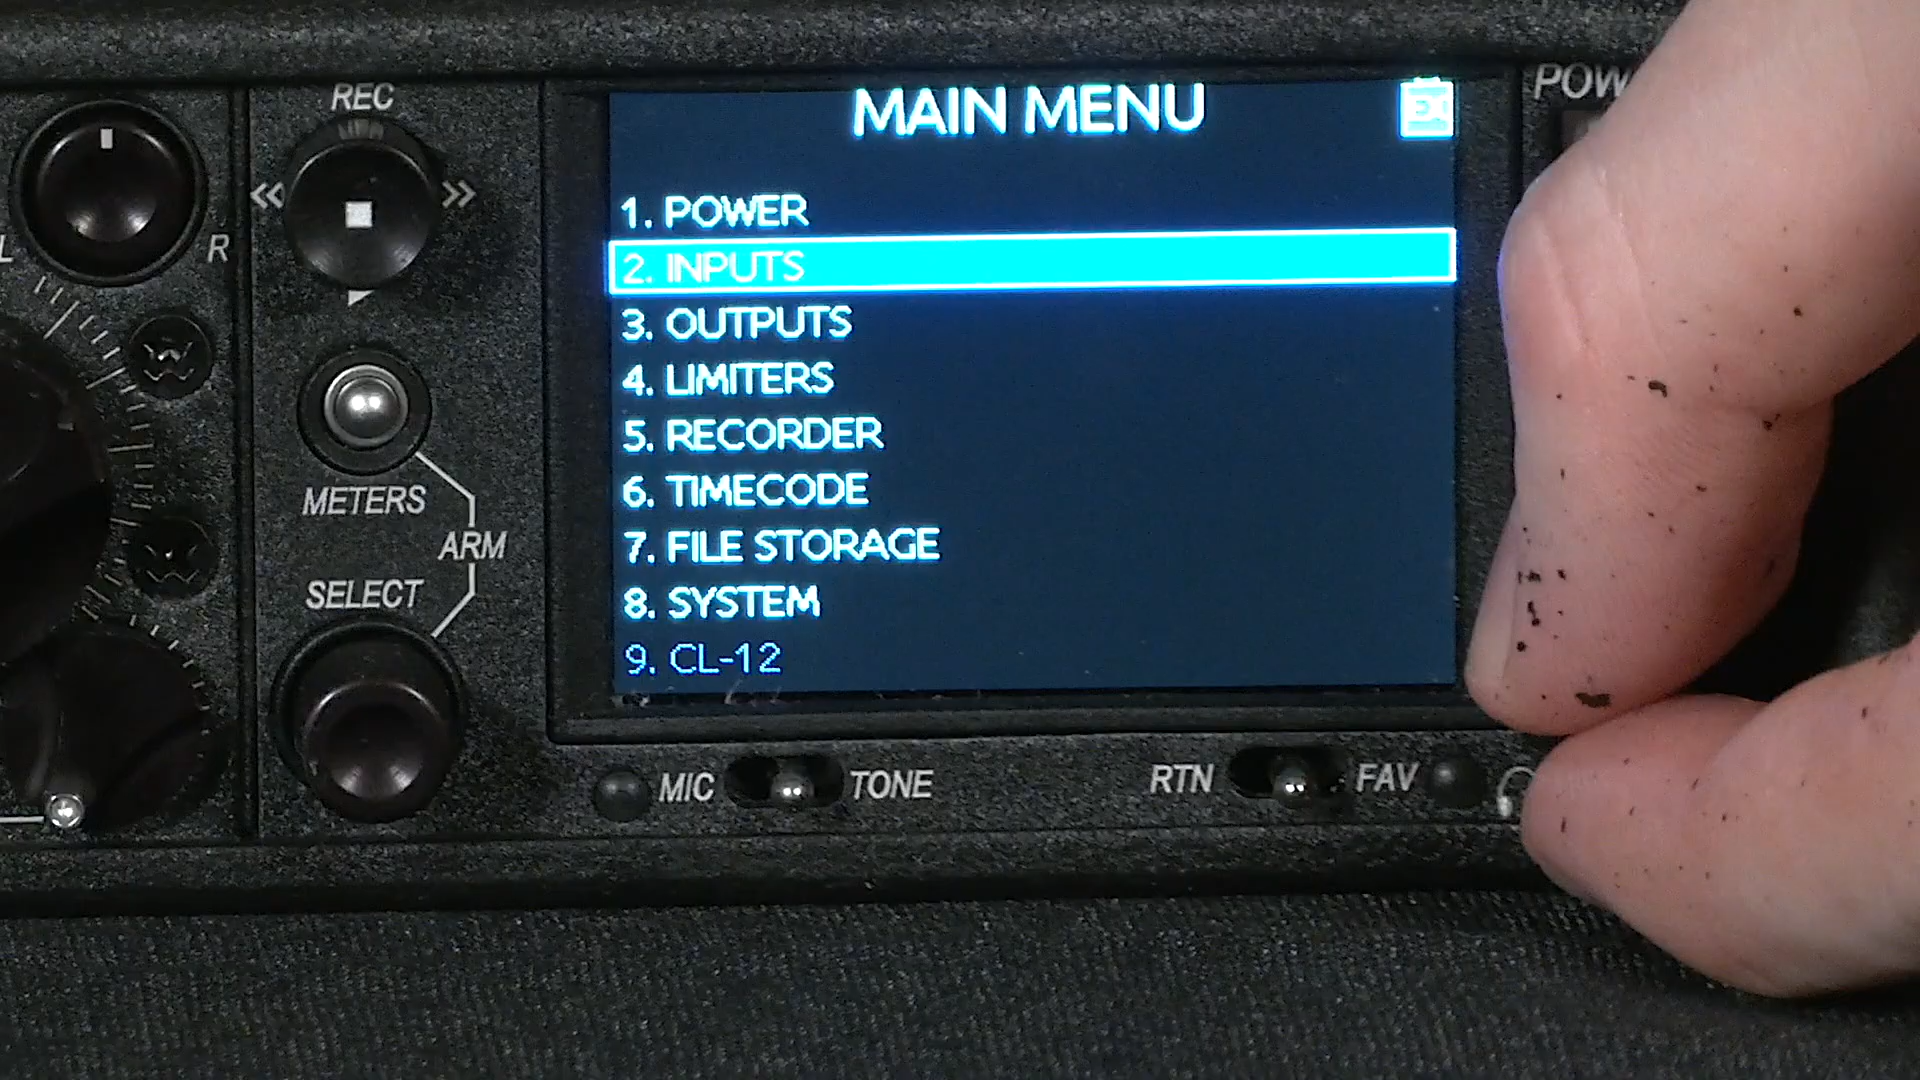 MAIN MENU
1. POWER
2. INPUTS
3. OUTPUTS
4. LIMITERS
5. RECORDER
6. TIMECODE
7. FILE STORAGE
8. SYSTEM
9. CL-12
REC
L
R
METERS
ARM
SELECT
MIC
TONE
RTN
FAV